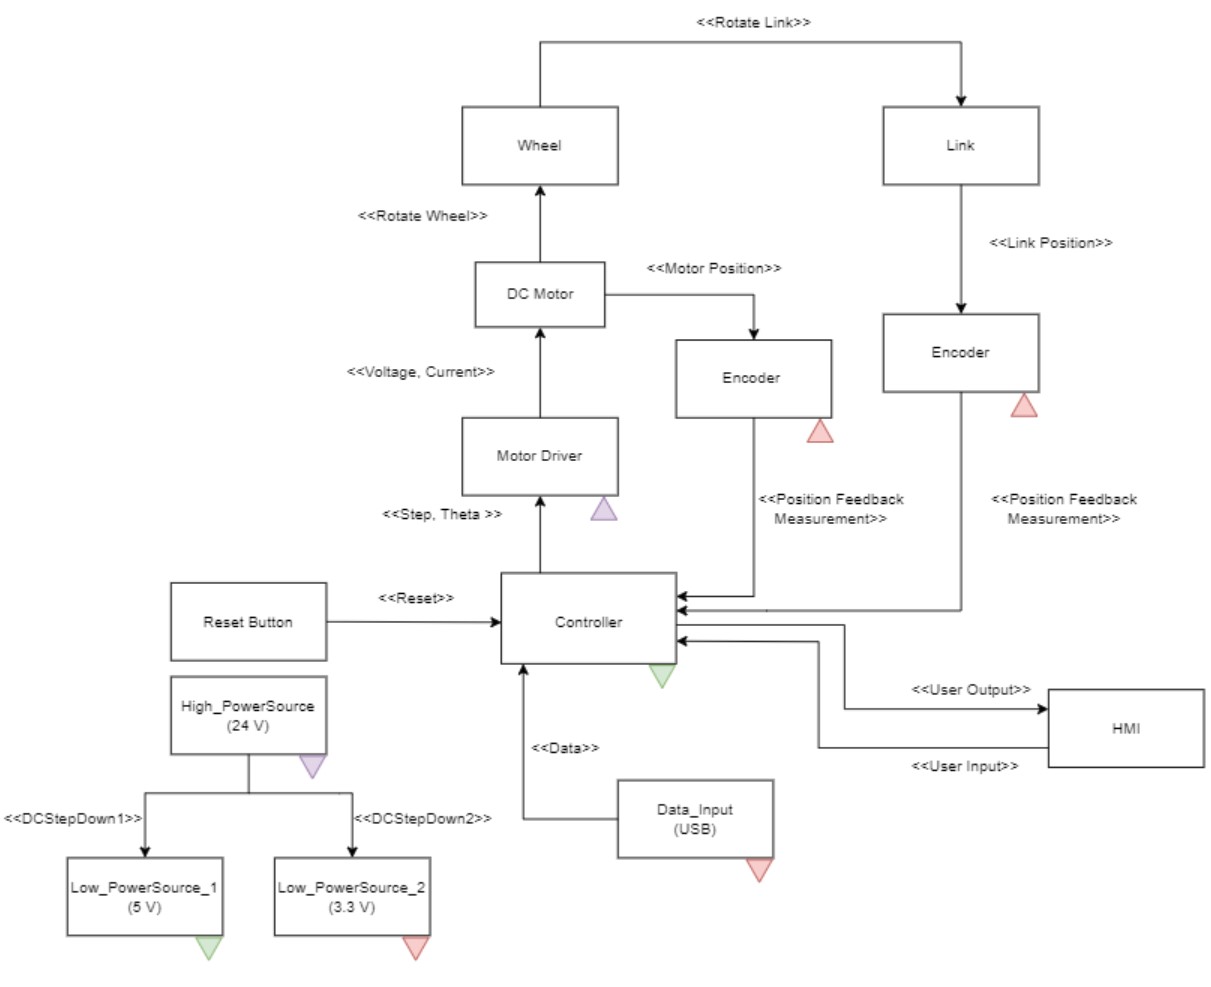 <<Rotate Link>>
Wheel
Link
<<Rotate Wheel>>
<<Link Position>>
<<Motor Position>>
DC Motor
Encoder
<<Voltage, Current>>
Encoder
Motor Driver
<<Position Feedback
Measurement>>
<<Position Feedback
Measurement>>
<<Step, Theta >>
<<Reset>>
Reset Button
Controller
<<User Output>>
High_PowerSource
(24 V)
HMI
<<Data>>
<<User Input>>
Data_Input
(USB)
<<DCStepDown1>>
<<DCStepDown2>>
Low_PowerSource_1
(5 V)
Low_PowerSource_2
(3.3 V)